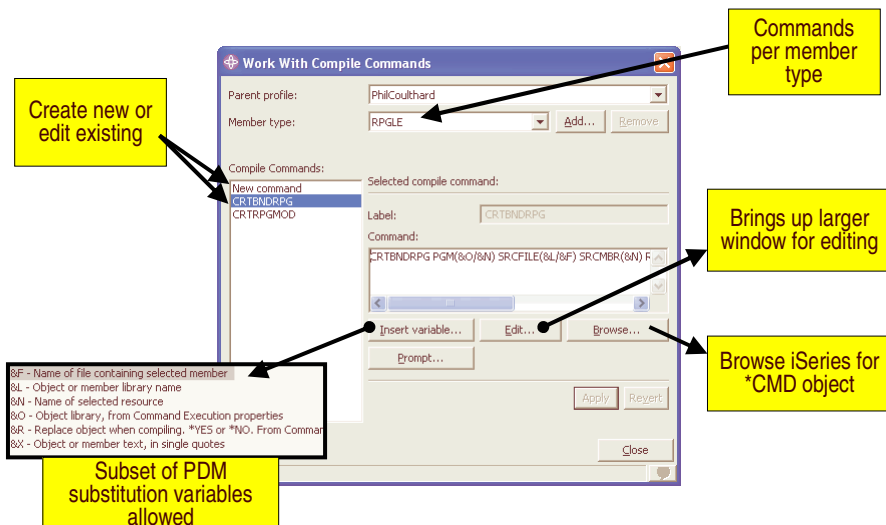 Commands
per member
type
Work With Compile Commands
Parent profile:
PhilCoulthard
Member type:
RPGLE
Add...
Remove
Create new or
edit existing
Compile Commands:
New command
CRTBNDRPG
CRTRPGMOD
Selected compile command:
Label:
CRTBNDRPG
Command:
CRTBNDRPG PGM(&O/&N) SRCFILE(&L/&F) SRCMBR(&N) R
Brings up larger
window for editing
Insert variable...
Edit...
Browse...
Prompt...
Browse iSeries for
*CMD object
&F - Name of file containing selected member
&L - Object or member library name
&N - Name of selected resource
&O - Object library, from Command Execution properties
&R - Replace object when compiling. *YES or *NO. From Comman
&X - Object or member text, in single quotes
Apply
Revert
Close
Subset of PDM
substitution variables
allowed